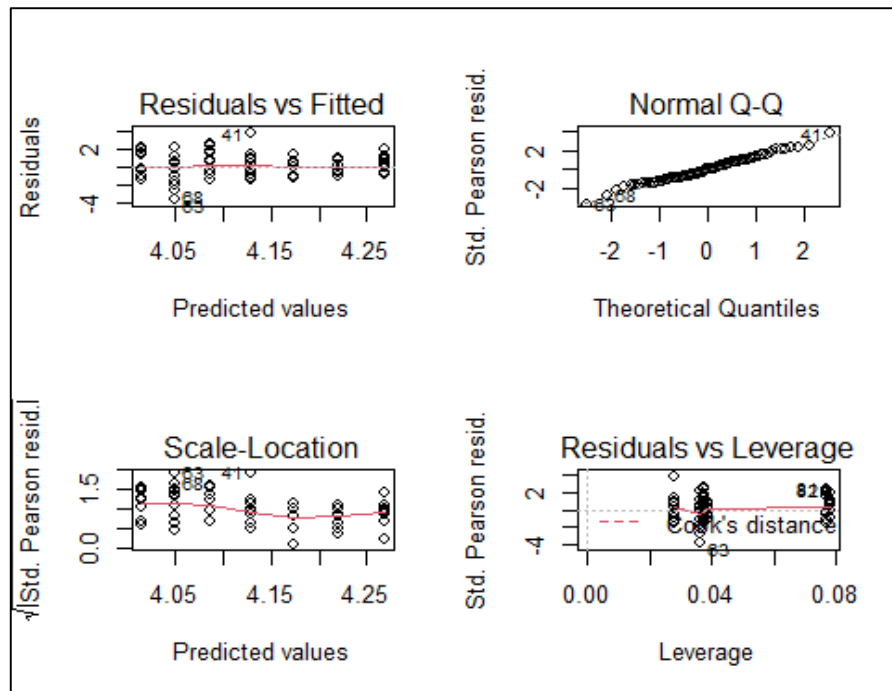 Residuals vs Fitted
Residuals
2
-4
41
68
63
4.05 4.15 4.25
Predicted values
Normal Q-Q
Std. Pearson resid.
2
-2
41
68
63
-2 -1 0 1 2
Theoretical Quantiles
Scale-Location
√|Std. Pearson resid.|
1.5
0.0
63
41
68
4.05 4.15 4.25
Predicted values
Residuals vs Leverage
Std. Pearson resid.
2
-4
Cook's distance
63
0.00 0.04 0.08
Leverage